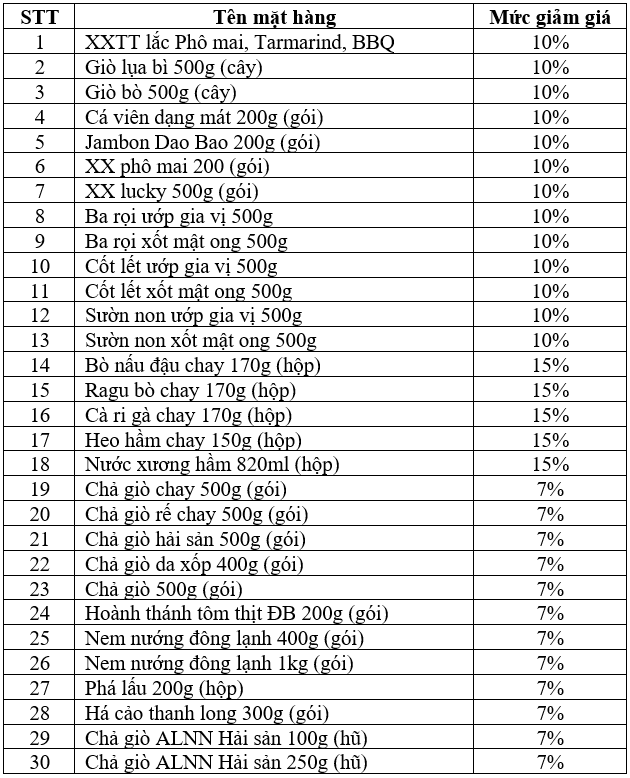 STT Tên mặt hàng Mức giảm giá
1 XXTT lắc Phô mai, Tarmarind, BBQ 10%
2 Giò lụa bì 500g (cây) 10%
3 Giò bò 500g (cây) 10%
4 Cá viên dạng mát 200g (gói) 10%
5 Jambon Dao Bao 200g (gói) 10%
6 XX phô mai 200 (gói) 10%
7 XX lucky 500g (gói) 10%
8 Ba rọi ướp gia vị 500g 10%
9 Ba rọi xốt mật ong 500g 10%
10 Cốt lết ướp gia vị 500g 10%
11 Cốt lết xốt mật ong 500g 10%
12 Sườn non ướp gia vị 500g 10%
13 Sườn non xốt mật ong 500g 10%
14 Bò nấu đậu chay 170g (hộp) 15%
15 Ragu bò chay 170g (hộp) 15%
16 Cà ri gà chay 170g (hộp) 15%
17 Heo hầm chay 150g (hộp) 15%
18 Nước xương hầm 820ml (hộp) 15%
19 Chả giò chay 500g (gói) 7%
20 Chả giò rế chay 500g (gói) 7%
21 Chả giò hải sản 500g (gói) 7%
22 Chả giò da xốp 400g (gói) 7%
23 Chả giò 500g (gói) 7%
24 Hoành thánh tôm thịt ĐB 200g (gói) 7%
25 Nem nướng đông lạnh 400g (gói) 7%
26 Nem nướng đông lạnh 1kg (gói) 7%
27 Phá lấu 200g (hộp) 7%
28 Há cảo thanh long 300g (gói) 7%
29 Chả giò ALNN Hải sản 100g (hũ) 7%
30 Chả giò ALNN Hải sản 250g (hũ) 7%